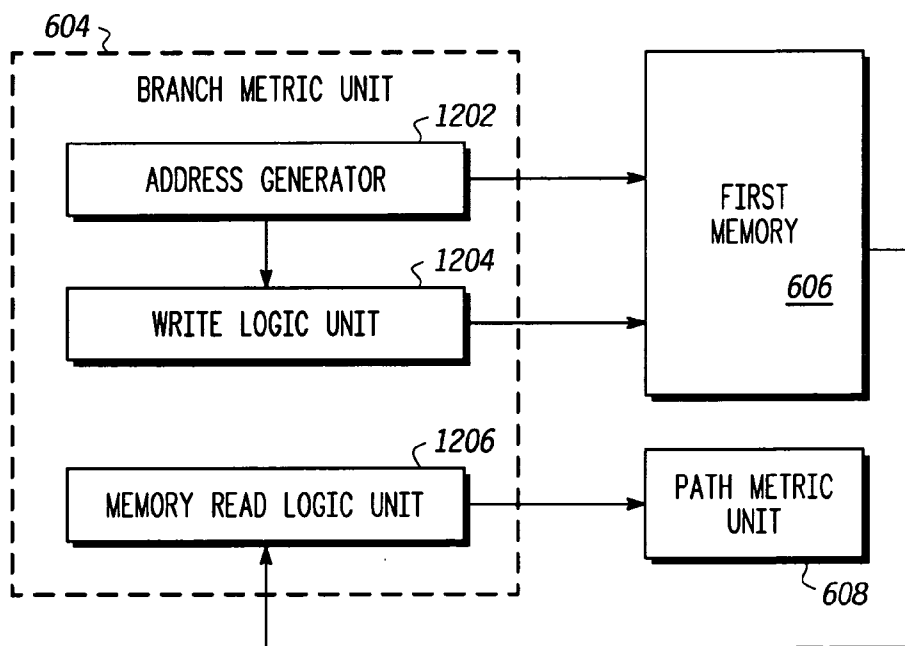 604
BRANCH METRIC UNIT
1202
ADDRESS GENERATOR
1204
WRITE LOGIC UNIT
1206
MEMORY READ LOGIC UNIT
FIRST
MEMORY
606
PATH METRIC
UNIT
608